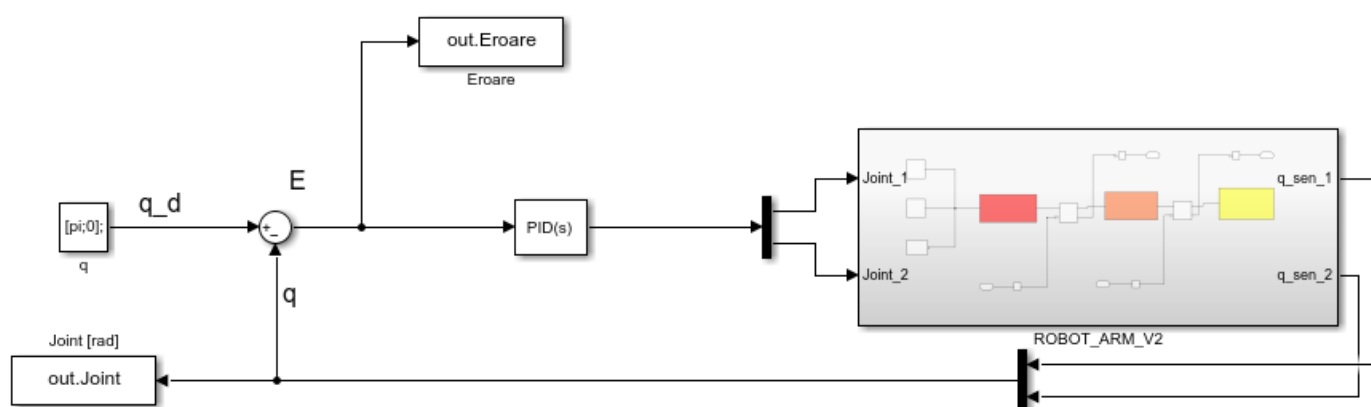 out.Eroare
Eroare
E
q_d
[pi;0];
q
+
_
PID(s)
Joint_1
Joint_2
q_sen_1
q_sen_2
ROBOT_ARM_V2
q
Joint [rad]
out.Joint